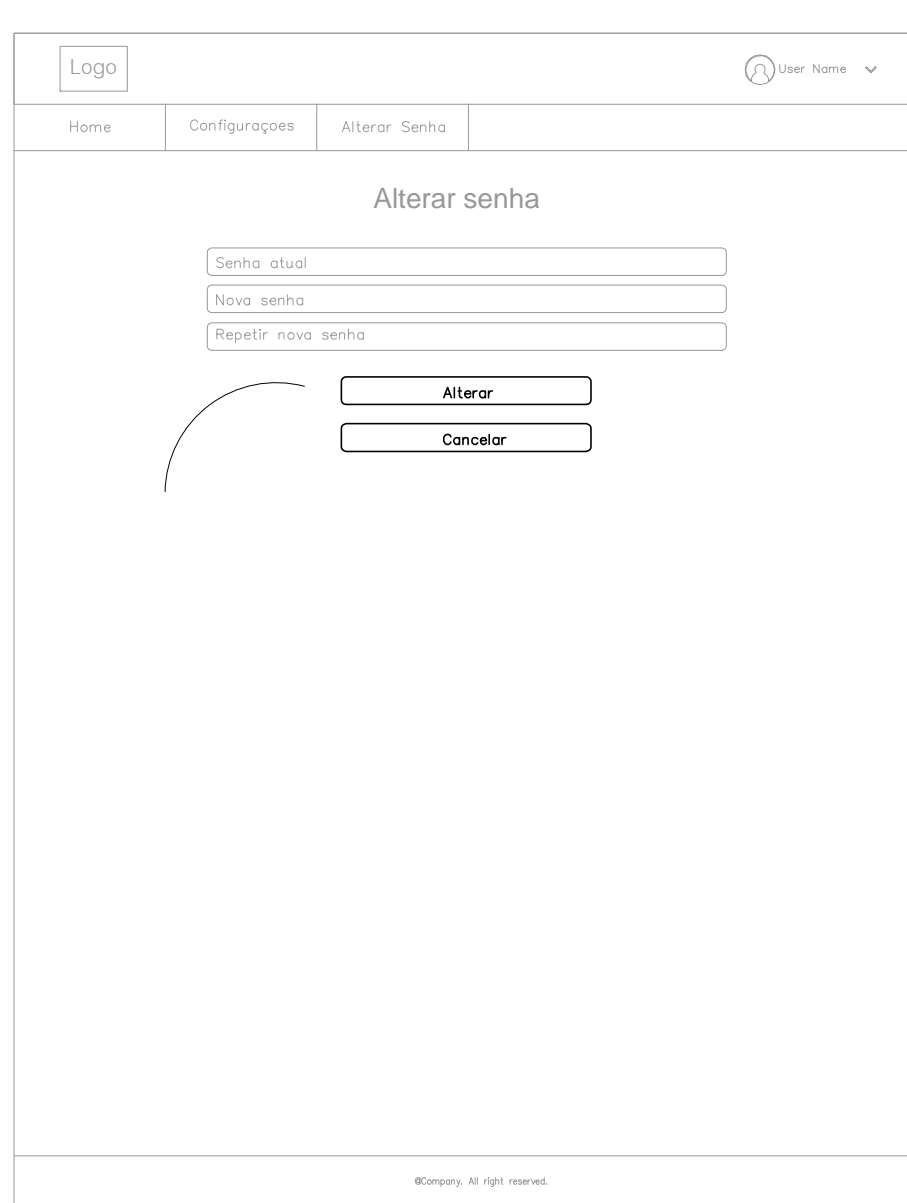 Logo
User Name
Home
Configuraçoes
Alterar Senha
Alterar senha
Senha atual
Nova senha
Repetir nova senha
Alterar
Cancelar
@Company. All right reserved.